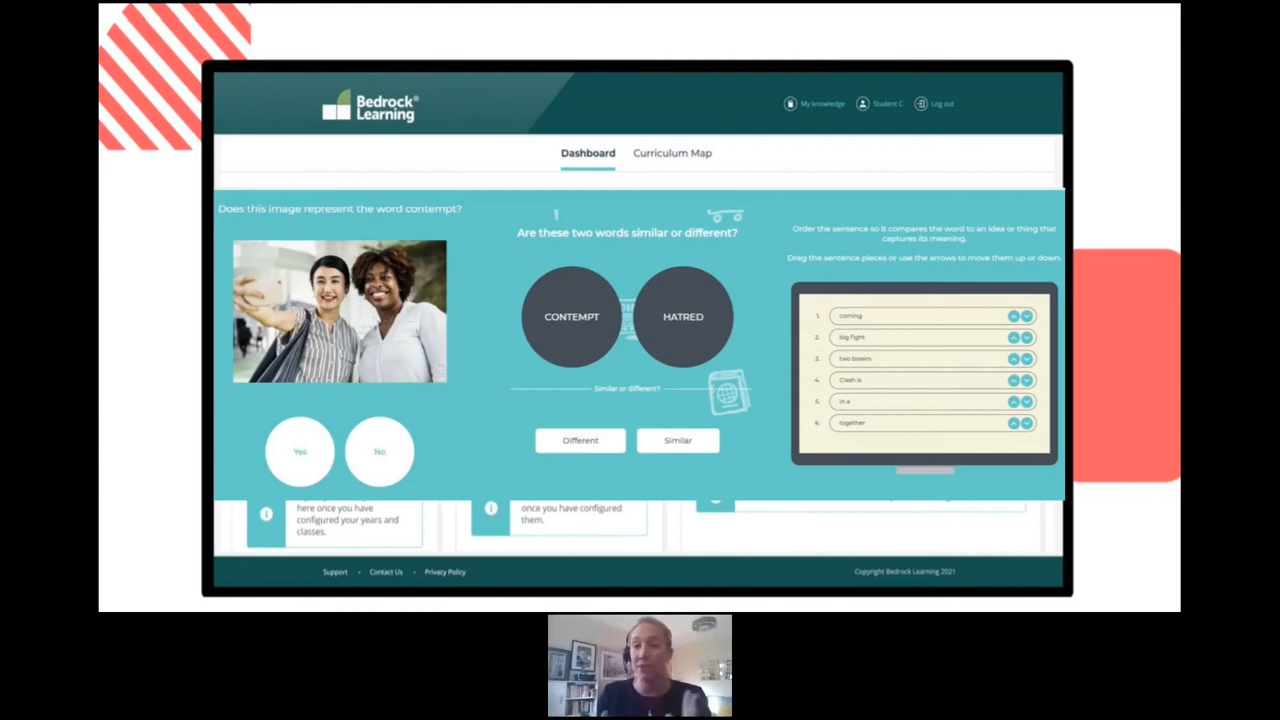 Bedrock®
Learning
My knowledge
Student C
Log out
Dashboard
Curriculum Map
Does this image represent the word contempt?
Yes
No
Are these two words similar or different?
CONTEMPT
HATRED
Similar or different?
Different
Similar
Order the sentence so it compares the word to an idea or thing that
captures its meaning.
Drag the sentence pieces or use the arrows to move them up or down.
1. coming
2. big fight
3. two boxers
4. Clash is
5. in a
6. together
here once you have
configured your years and
classes.
once you have configured
them.
Support • Contact Us • Privacy Policy
Copyright Bedrock Learning 2021